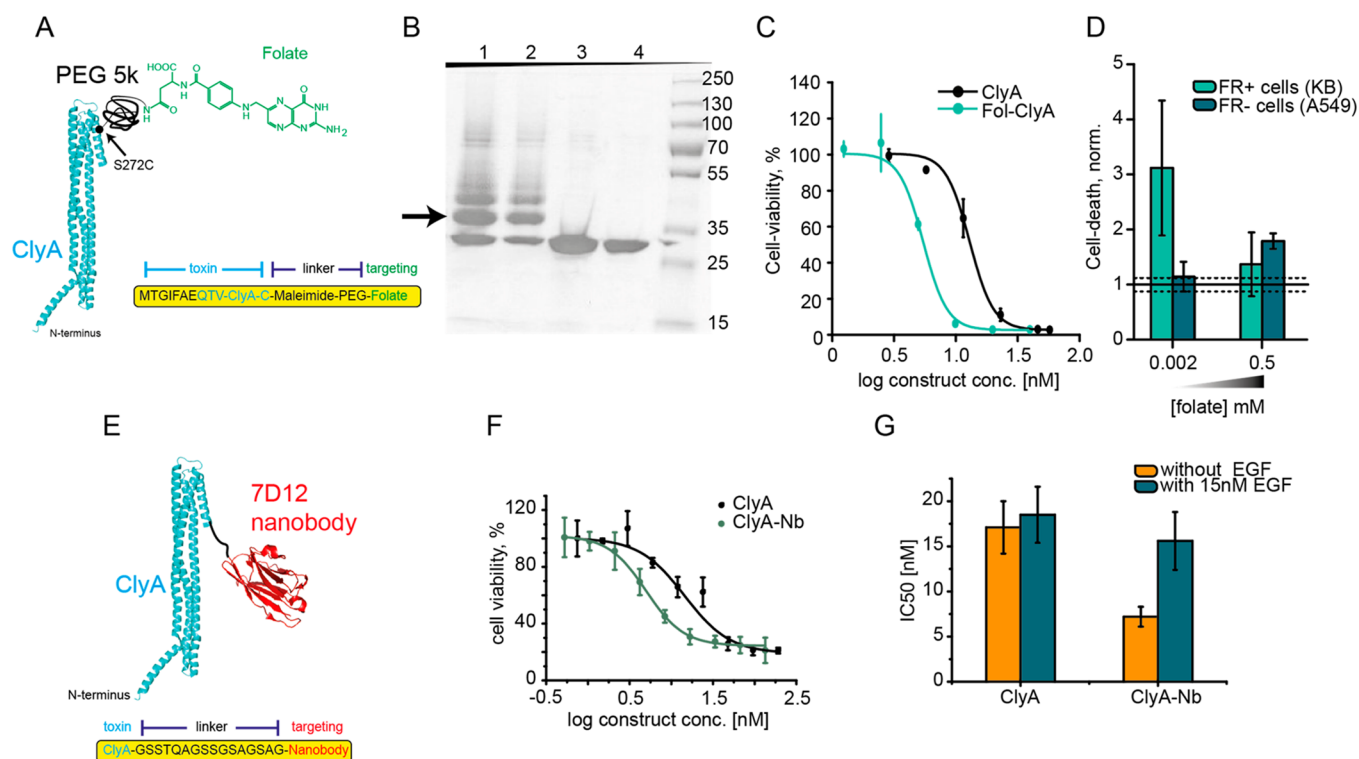 A
PEG 5k
Folate
HOOC
O
N
H
O
NH
N
H
N
N
N
N
O
NH
NH₂
S272C
ClyA
toxin
linker
targeting
MTGIFAEQTV-ClyA-C-Maleimide-PEG-Folate
N-terminus
B
1 2 3 4
250
130
100
70
55
35
25
15
C
ClyA
Fol-ClyA
Cell-viability, %
140
120
100
80
60
40
20
0
0 0.5 1.0 1.5 2.0
log construct conc. [nM]
D
FR+ cells (KB)
FR- cells (A549)
Cell-death, norm.
5
4
3
2
1
0
0.002 0.5
[folate] mM
E
7D12
nanobody
ClyA
N-terminus
toxin linker targeting
ClyA-GSSTQAGSSGSAGSAG-Nanobody
F
ClyA
ClyA-Nb
cell viability, %
120
80
40
0
-0.5 0.5 1.5 2.5
log construct conc. [nM]
G
without EGF
with 15nM EGF
IC50 [nM]
20
15
10
5
0
ClyA ClyA-Nb